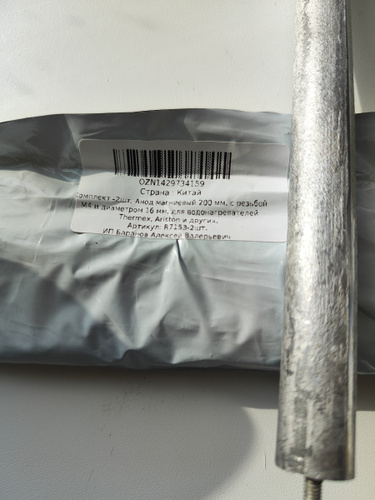 OZN1429734159
Страна : Китай
Комплект -2шт. Анод магниевый 200 мм, с резьбой
М4 и диаметром 16 мм, для водонагревателей
Thermex, Ariston и других.
Артикул: R7153-2шт.
ИП Баранов Алексей Валерьевич